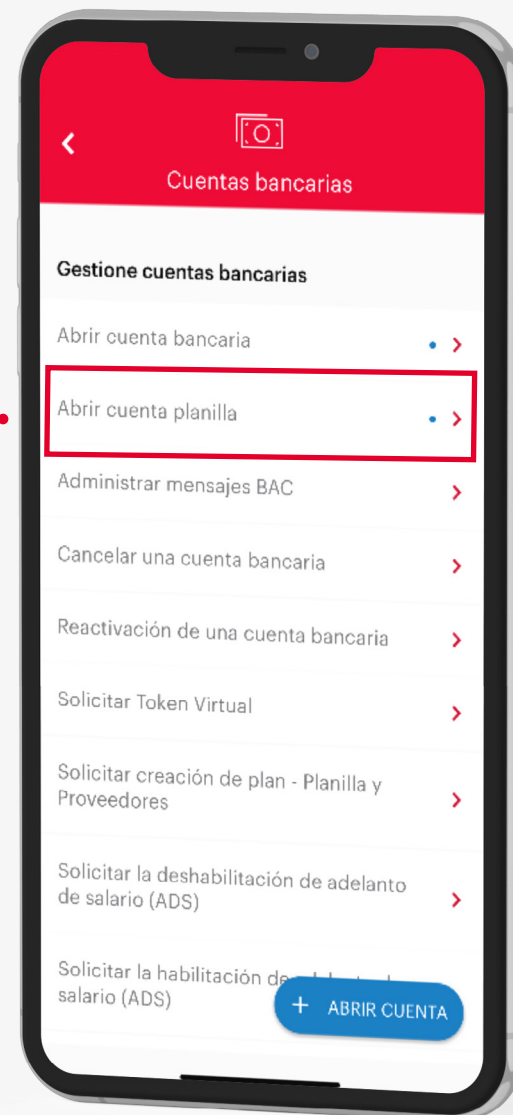 Cuentas bancarias
Gestione cuentas bancarias
Abrir cuenta bancaria
Abrir cuenta planilla
Administrar mensajes BAC
Cancelar una cuenta bancaria
Reactivación de una cuenta bancaria
Solicitar Token Virtual
Solicitar creación de plan - Planilla y
Proveedores
Solicitar la deshabilitación de adelanto
de salario (ADS)
Solicitar la habilitación
salario (ADS)
+ ABRIR CUENTA